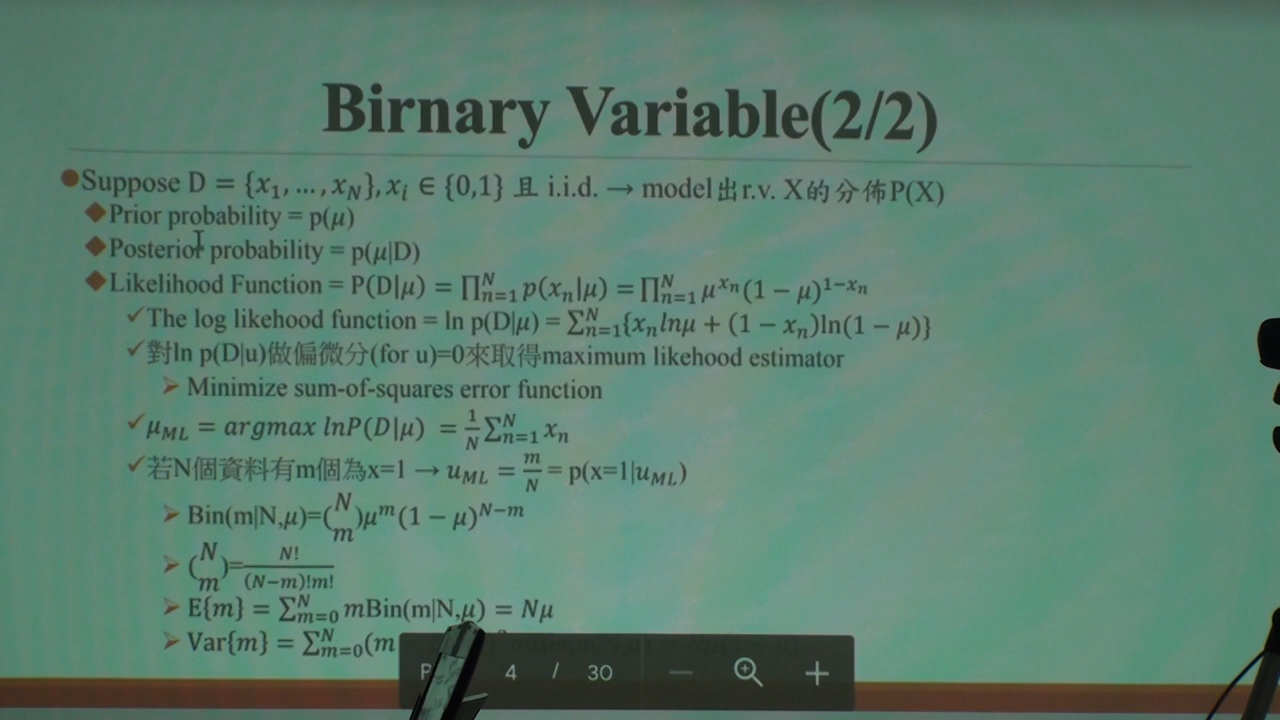 Birnary Variable(2/2)
Suppose D = {x₁, …, x_N}, xᵢ ∈ {0,1} 且 i.i.d. → model出r.v. X的分佈P(X)
Prior probability = p(μ)
Posterior probability = p(μ|D)
Likelihood Function = P(D|μ) = ∏ₙ₌₁ᴺ p(xₙ|μ) = ∏ₙ₌₁ᴺ μ^{xₙ}(1 − μ)^{1−xₙ}
The log likehood function = ln p(D|μ) = ∑ₙ₌₁ᴺ{xₙlnμ + (1 − xₙ)ln(1 − μ)}
對ln p(D|u)做偏微分(for u)=0來取得maximum likehood estimator
Minimize sum-of-squares error function
μ_ML = argmax lnP(D|μ) = 1/N ∑ₙ₌₁ᴺ xₙ
若N個資料有m個為x=1 → u_ML = m/N = p(x=1|u_ML)
Bin(m|N,μ)=(N m)μ^m(1 − μ)^{N−m}
(N m)=N!/(N−m)!m!
E{m} = ∑ₘ₌₀ᴺ mBin(m|N,μ) = Nμ
Var{m} = ∑ₘ₌₀ᴺ(m
P 4 / 30 − +